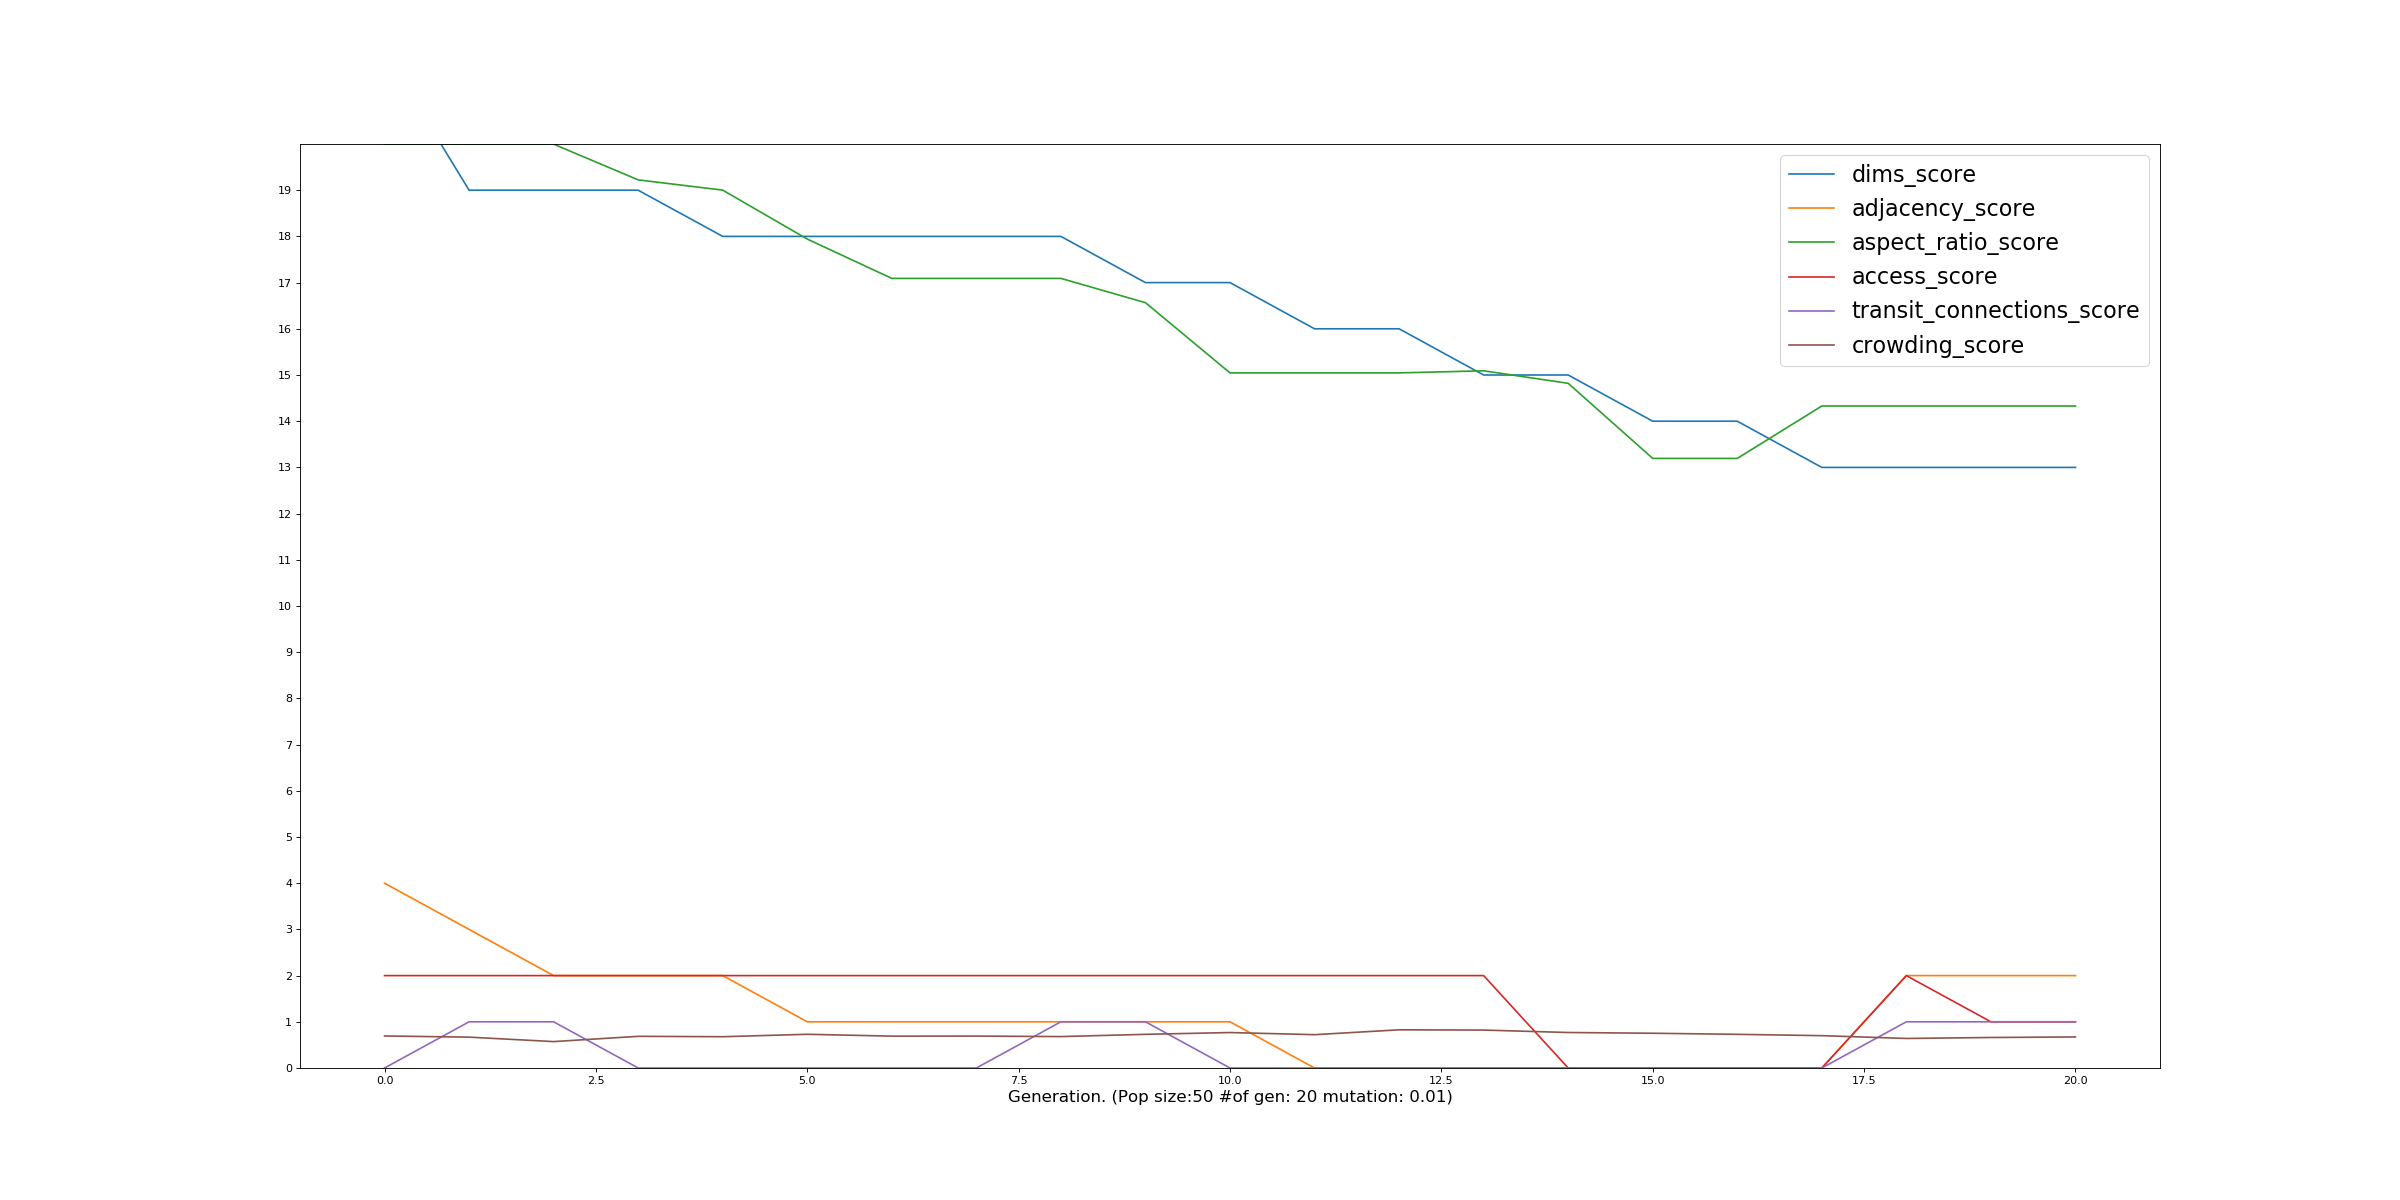 dims_score
adjacency_score
aspect_ratio_score
access_score
transit_connections_score
crowding_score
19
18
17
16
15
14
13
12
11
10
9
8
7
6
5
4
3
2
1
0
0.0 2.5 5.0 7.5 10.0 12.5 15.0 17.5 20.0
Generation. (Pop size:50 #of gen: 20 mutation: 0.01)